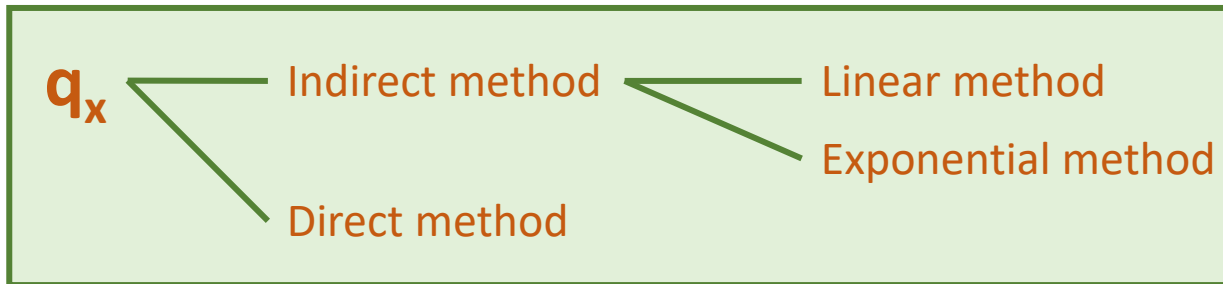 qx
Indirect method
Linear method
Exponential method
Direct method